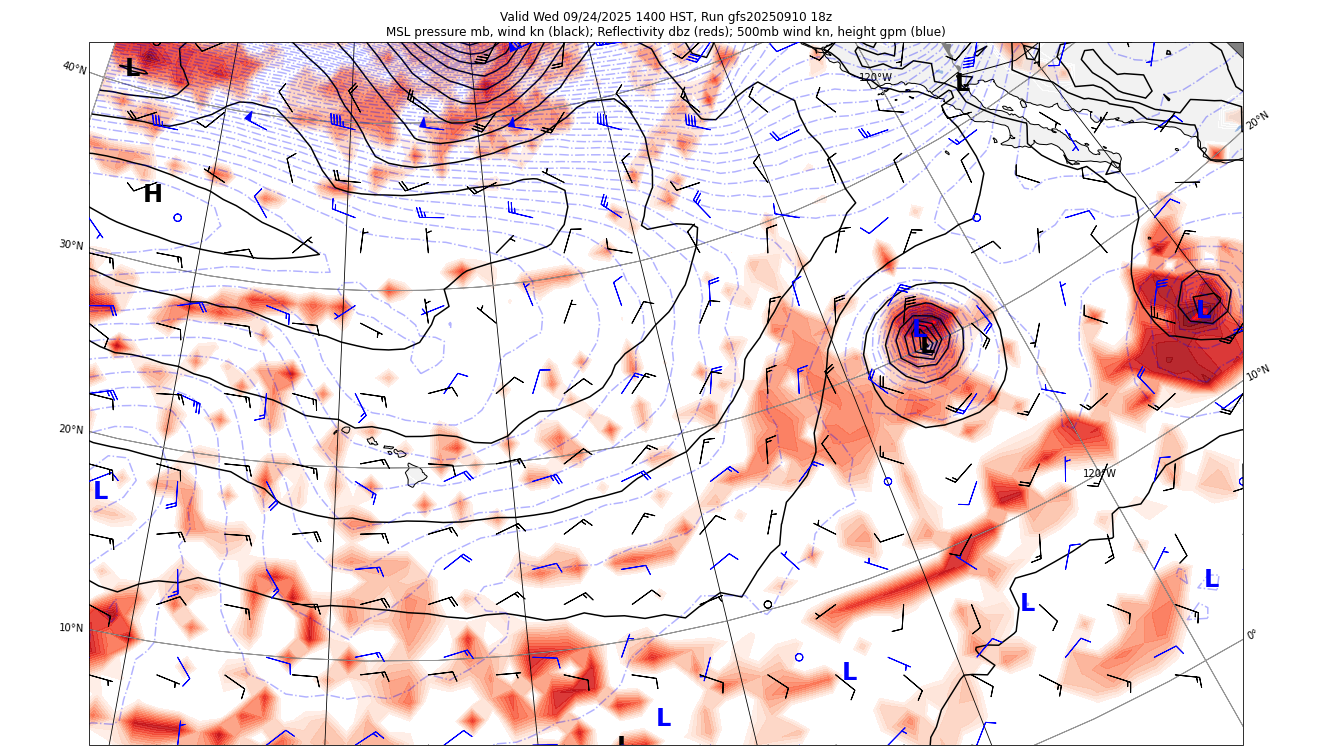 Valid Wed 09/24/2025 1400 HST, Run gfs20250910 18z
MSL pressure mb, wind kn (black); Reflectivity dbz (reds); 500mb wind kn, height gpm (blue)
40°N
L
120°W
L
20°N
H
30°N
L
L
L
10°N
20°N
120°W
L
L
L
10°N
0°
L
L
L